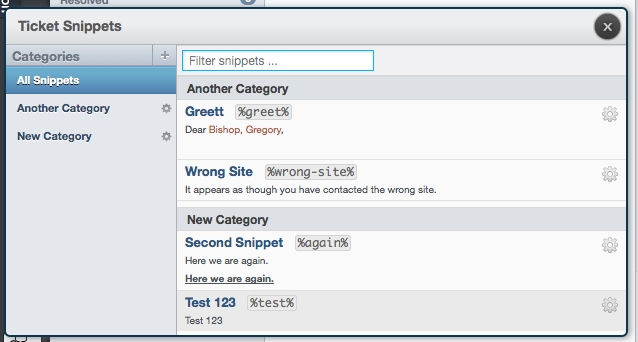 Resolved
Ticket Snippets
Categories +
All Snippets
Another Category
New Category
Filter snippets ...
Another Category
Greett %greet%
Dear Bishop, Gregory,
Wrong Site %wrong-site%
It appears as though you have contacted the wrong site.
New Category
Second Snippet %again%
Here we are again.
Here we are again.
Test 123 %test%
Test 123